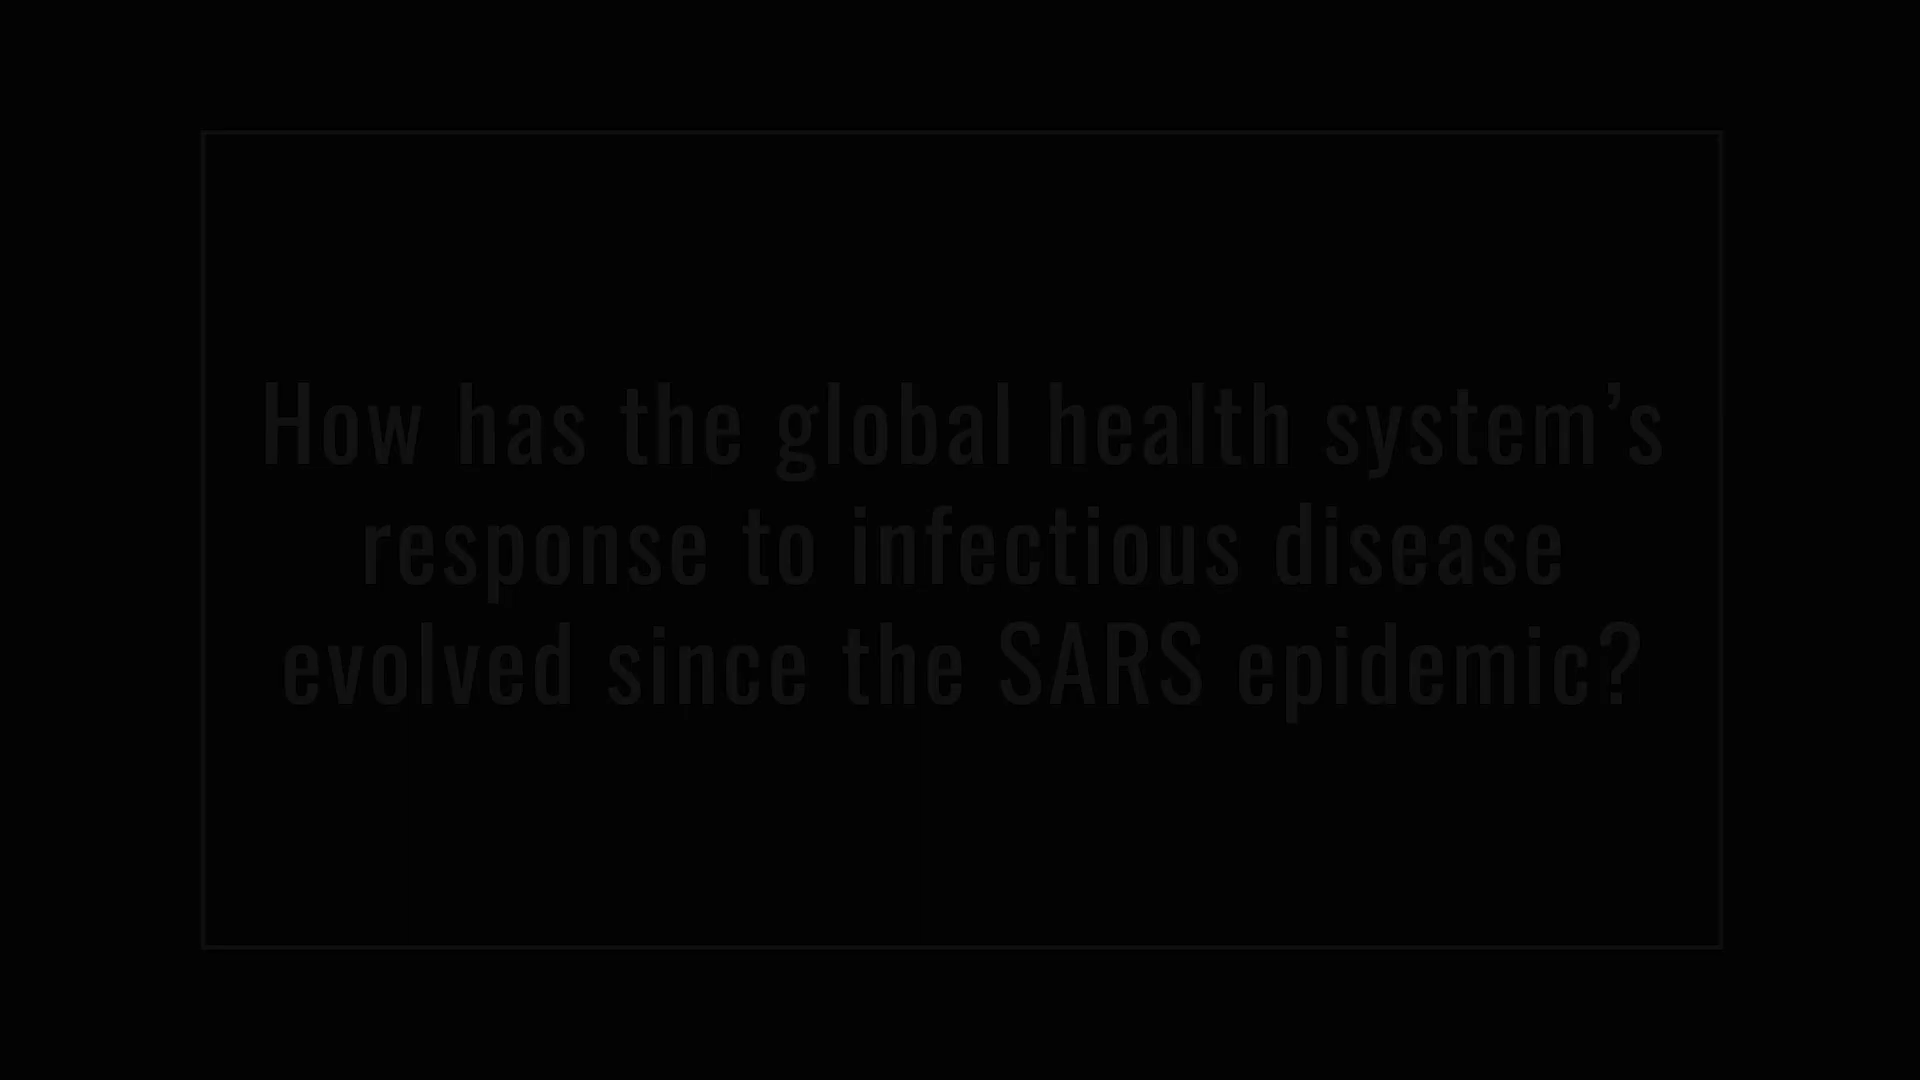 How has the global health system’s
response to infectious disease
evolved since the SARS epidemic?